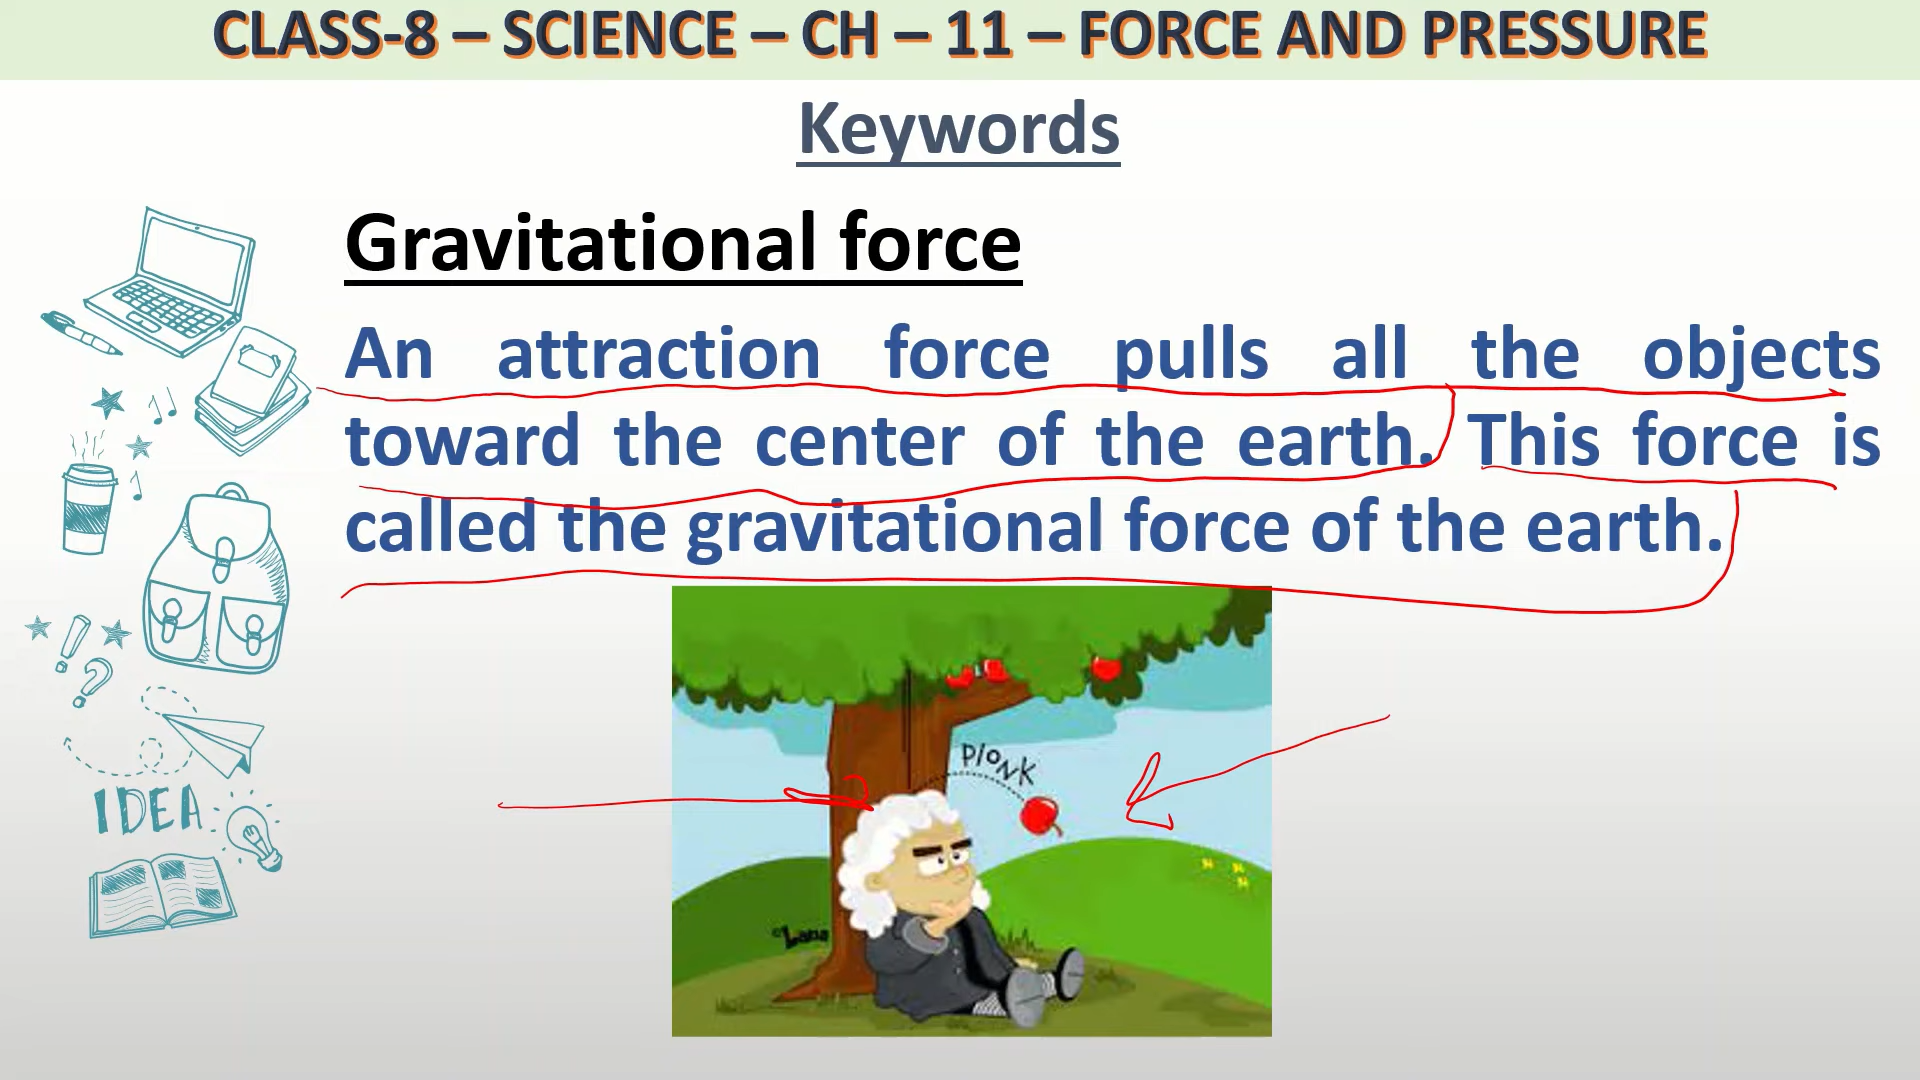 CLASS-8 – SCIENCE – CH – 11 – FORCE AND PRESSURE
Keywords
Gravitational force
An attraction force pulls all the objects
toward the center of the earth. This force is
called the gravitational force of the earth.
PlONK
IDEA
©Lana